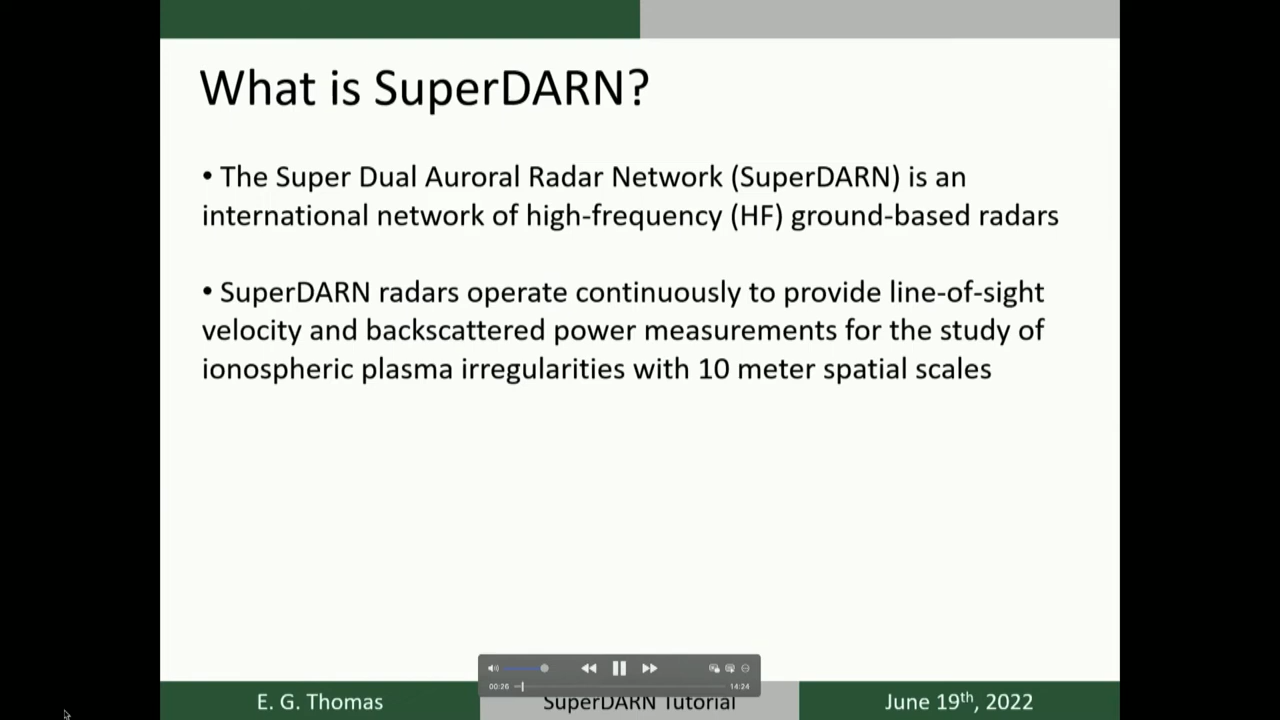 What is SuperDARN?
• The Super Dual Auroral Radar Network (SuperDARN) is an
international network of high-frequency (HF) ground-based radars
• SuperDARN radars operate continuously to provide line-of-sight
velocity and backscattered power measurements for the study of
ionospheric plasma irregularities with 10 meter spatial scales
00:26
14:24
E. G. Thomas
SuperDARN Tutorial
June 19th, 2022